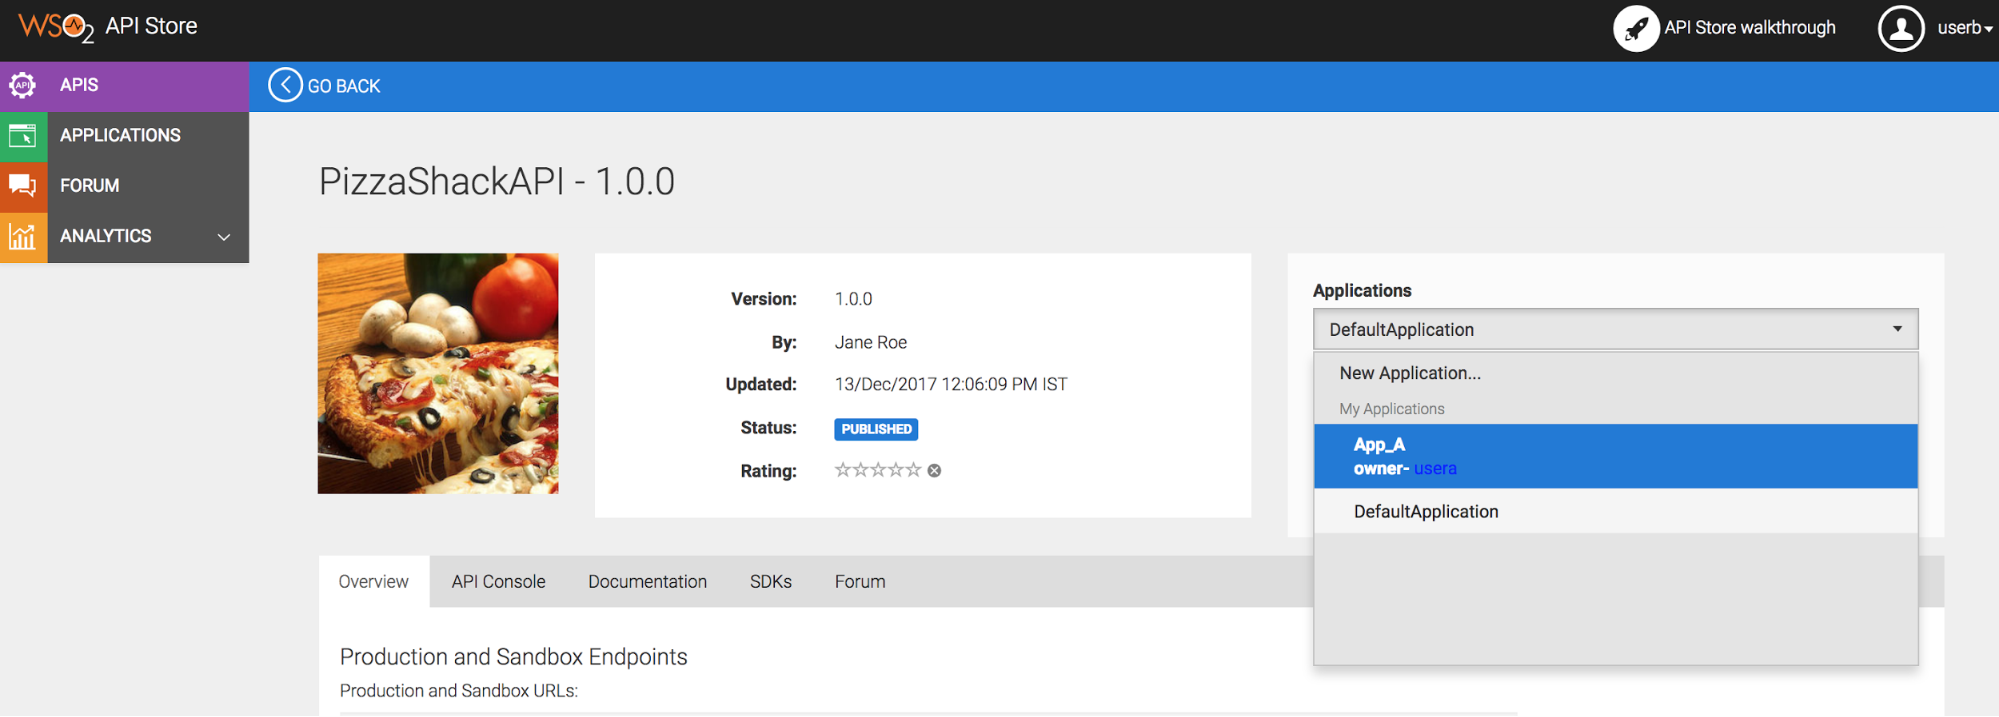 WSO2 API Store
API Store walkthrough
userb
API
APIS
GO BACK
APPLICATIONS
FORUM
ANALYTICS
PizzaShackAPI - 1.0.0
Version: 1.0.0
By: Jane Roe
Updated: 13/Dec/2017 12:06:09 PM IST
Status: PUBLISHED
Rating:
Applications
DefaultApplication
New Application...
My Applications
App_A
owner- usera
DefaultApplication
Overview API Console Documentation SDKs Forum
Production and Sandbox Endpoints
Production and Sandbox URLs: